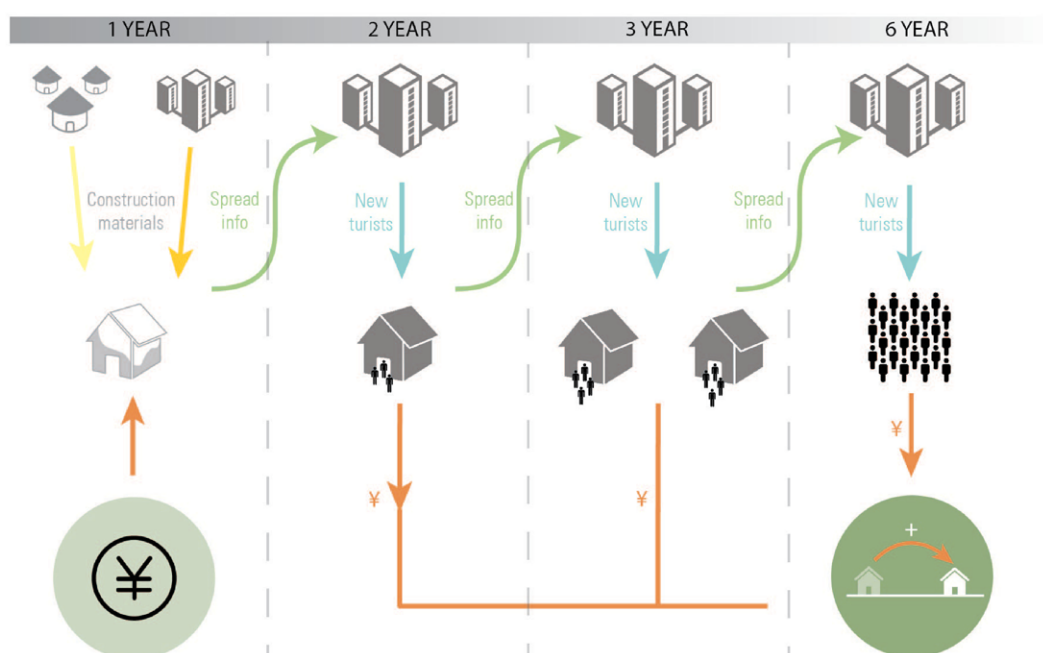 1 YEAR
2 YEAR
3 YEAR
6 YEAR
Construction
materials
Spread
info
New
turists
Spread
info
New
turists
Spread
info
New
turists
¥
¥
¥
¥
+